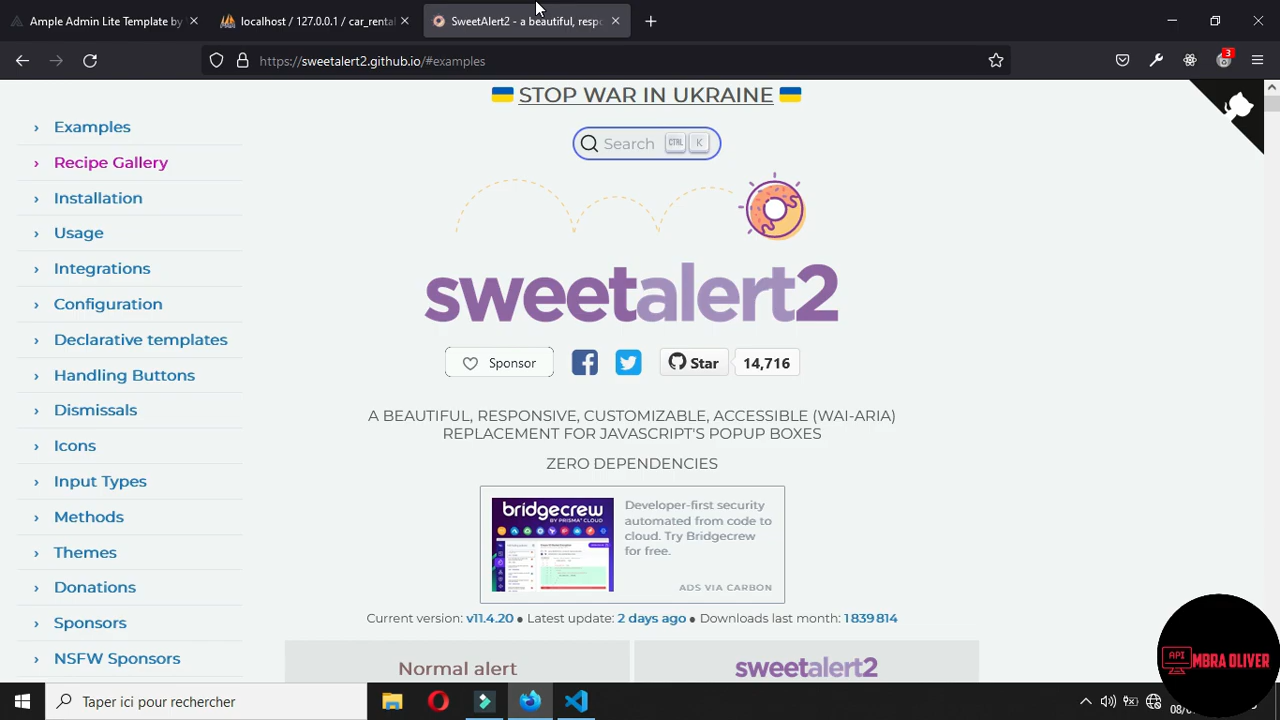 Ample Admin Lite Template by
localhost / 127.0.0.1 / car_rental
SweetAlert2 - a beautiful, resp
https://sweetalert2.github.io/#examples
3
STOP WAR IN UKRAINE
Search CTRL K
› Examples
› Recipe Gallery
› Installation
› Usage
› Integrations
› Configuration
› Declarative templates
› Handling Buttons
› Dismissals
› Icons
› Input Types
› Methods
› Themes
› Donations
› Sponsors
› NSFW Sponsors
sweetalert2
Sponsor
Star 14,716
A BEAUTIFUL, RESPONSIVE, CUSTOMIZABLE, ACCESSIBLE (WAI-ARIA)
REPLACEMENT FOR JAVASCRIPT'S POPUP BOXES
ZERO DEPENDENCIES
bridgecrew
BY PRISMA CLOUD
Developer-first security
automated from code to
cloud. Try Bridgecrew
for free.
ADS VIA CARBON
Current version: v11.4.20 ● Latest update: 2 days ago ● Downloads last month: 1 839 814
Normal alert
sweetalert2
API
MBRA OLIVER
Taper ici pour rechercher